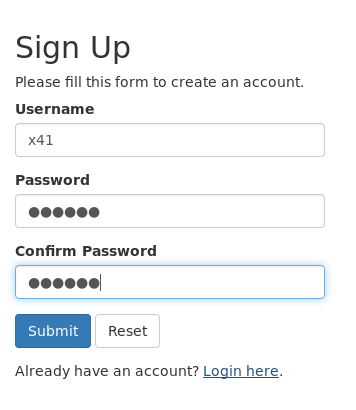 Sign Up
Please fill this form to create an account.
Username
x41
Password
●●●●●●
Confirm Password
●●●●●●
Submit Reset
Already have an account? Login here.